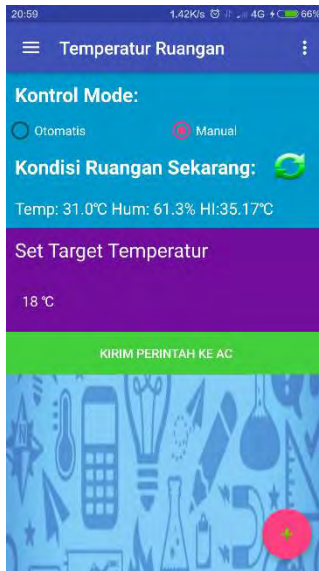 20:59 1.42K/s 4G 66%
Temperatur Ruangan
Kontrol Mode:
Otomatis Manual
Kondisi Ruangan Sekarang:
Temp: 31.0°C Hum: 61.3% HI:35.17°C
Set Target Temperatur
18 °C
KIRIM PERINTAH KE AC
+